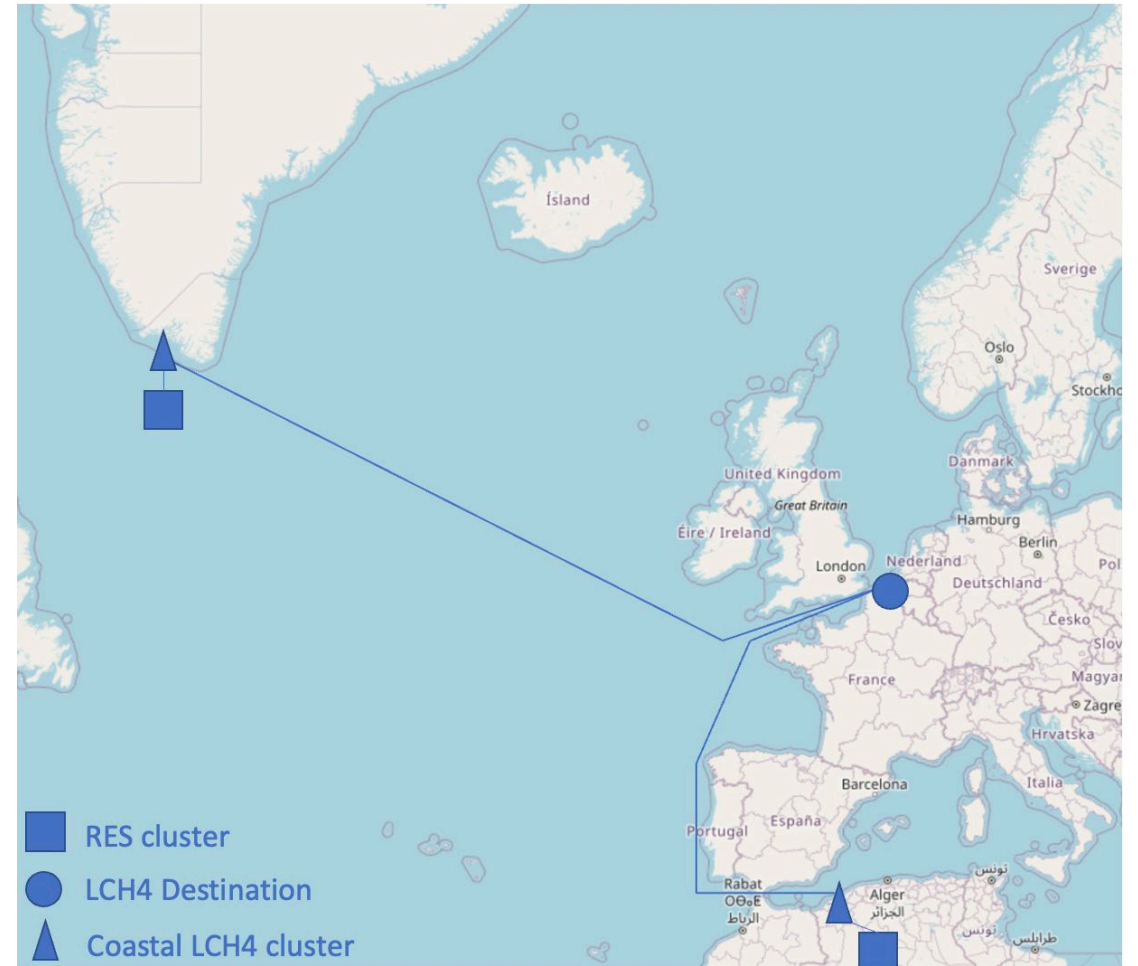 Ísland
Sverige
Oslo
Stockho
Danmark
United Kingdom
Great Britain
Hamburg
Éire / Ireland
Berlin
London
Nederland
Pol
Deutschland
Česko
Slov
France
Magyar
Zagre
Hrvatska
Barcelona
Italia
España
Portugal
RES cluster
LCH4 Destination
Coastal LCH4 cluster
Rabat
ⵔⴱⴰⵟ
الرباط
Alger
الجزائر
تونس
تونس
طرابلس